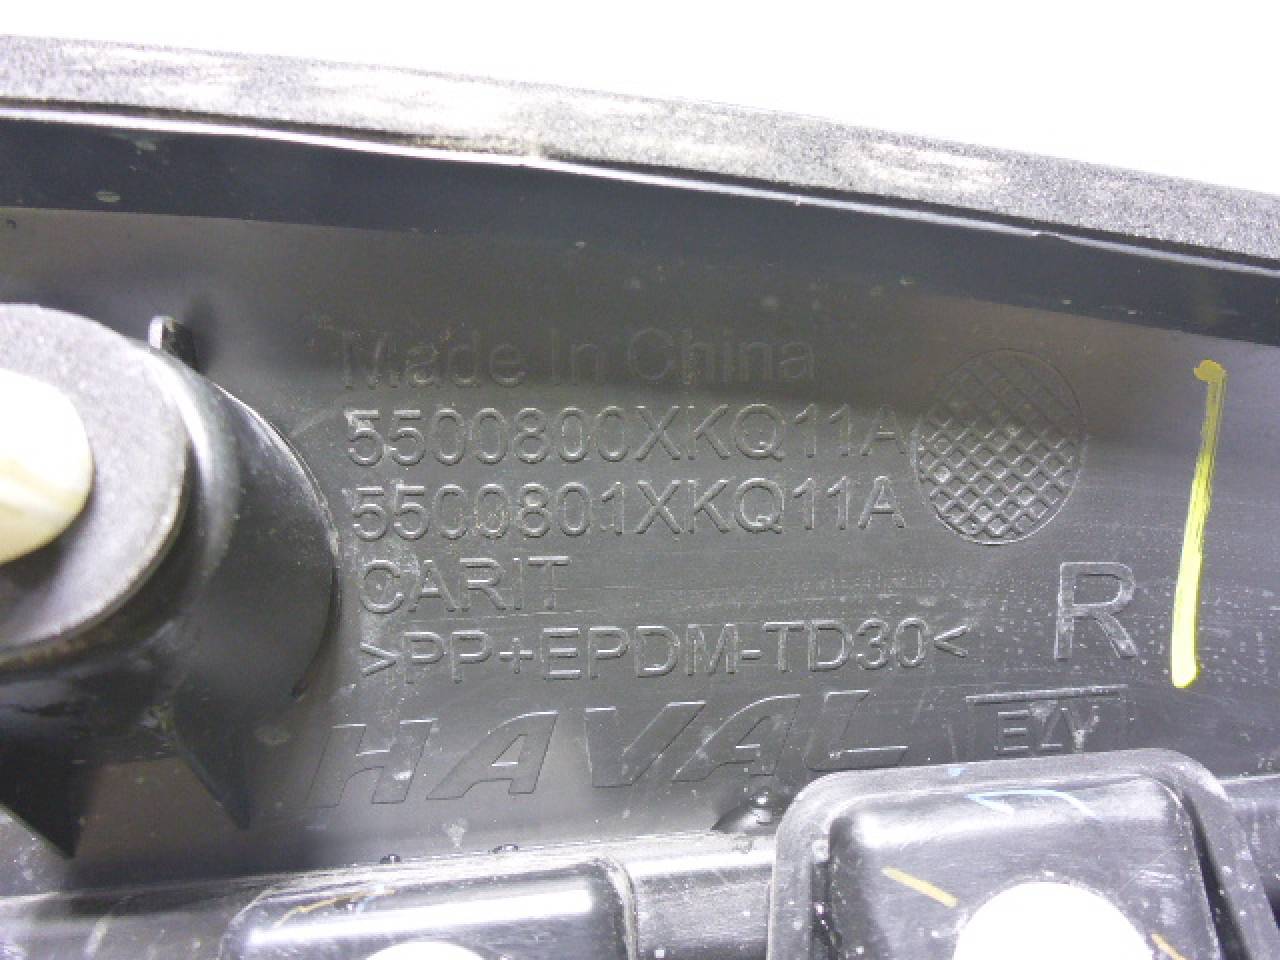 Made In China
5500800XKQ11A
5500801XKQ11A
CARIT
>PP+EPDM-TD30<
R
HAVAL